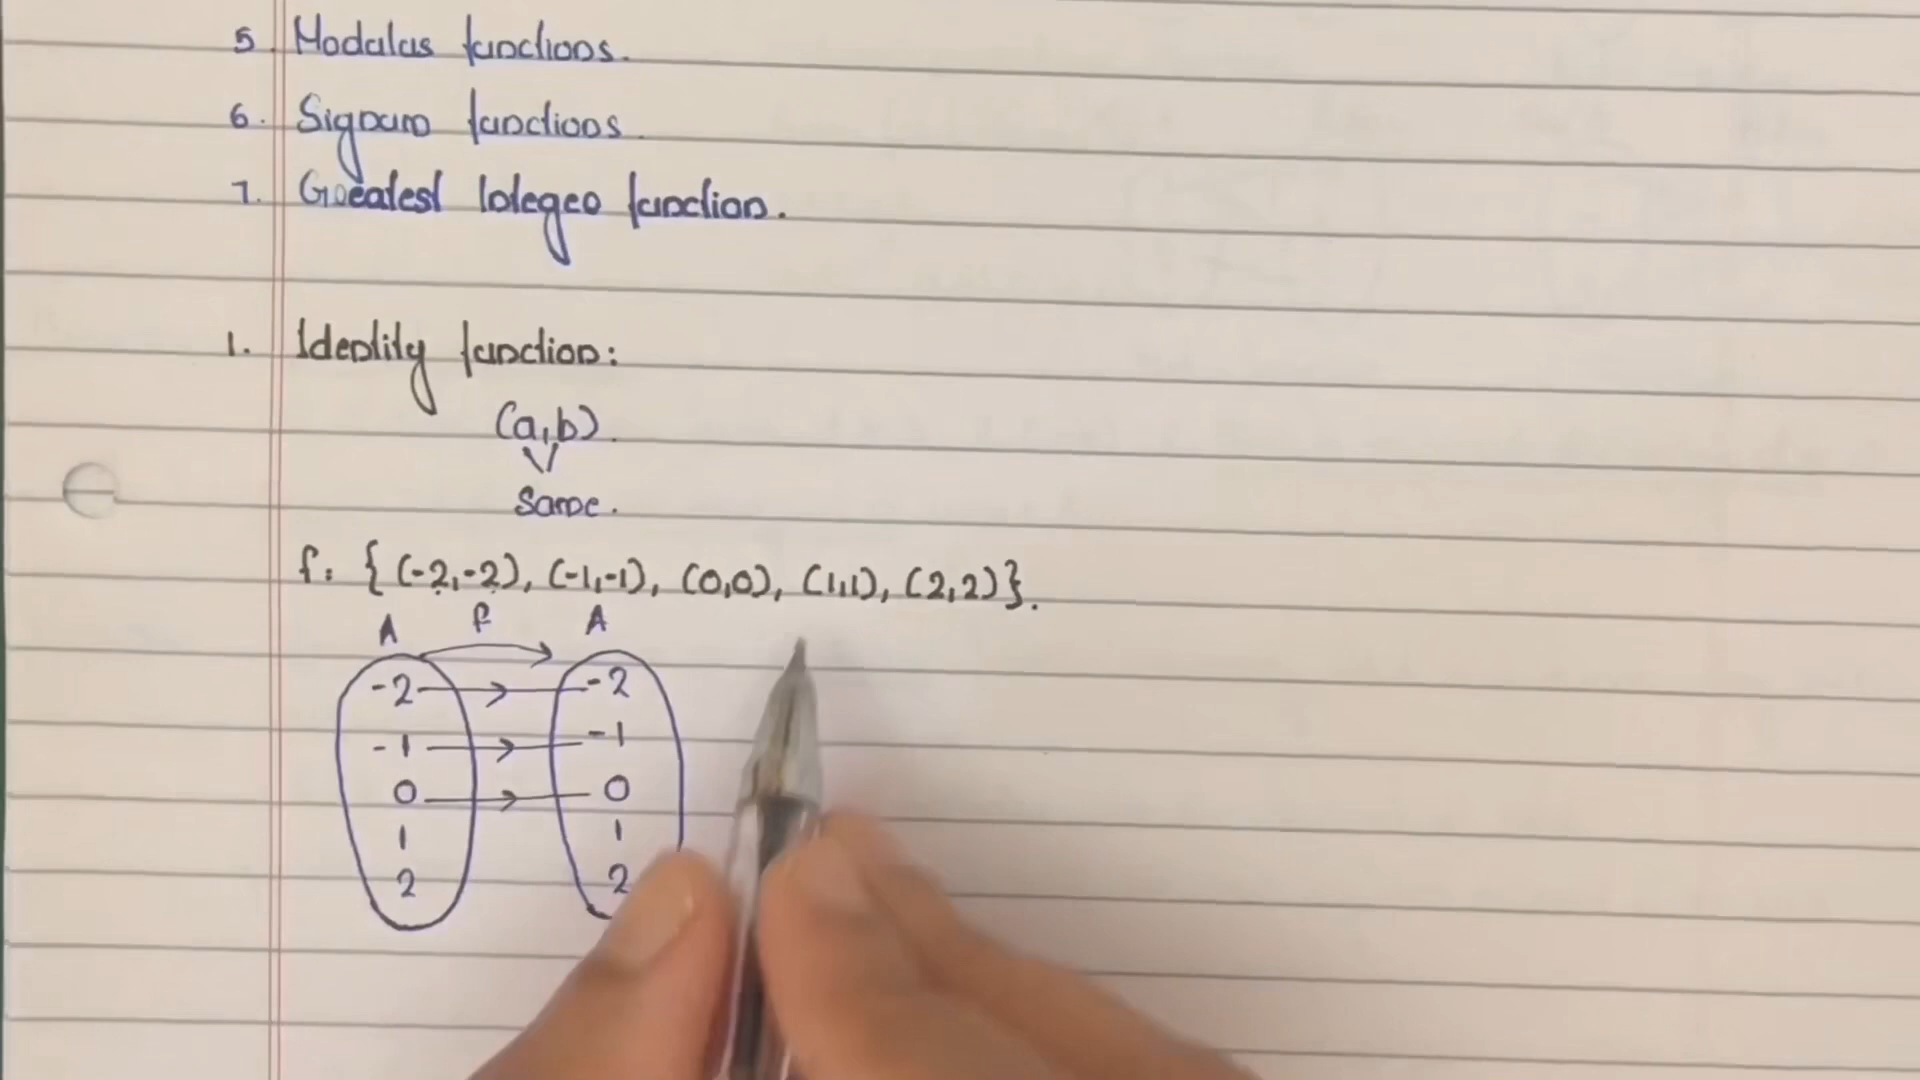 5. Modulus functions.
6. Signum functions.
7. Greatest Integer function.
1. Identity function:
(a,b).
Same.
f: { (-2,-2), (-1,-1), (0,0), (1,1), (2,2)}.
A f A
-2 -2
-1 -1
0 0
1 1
2 2